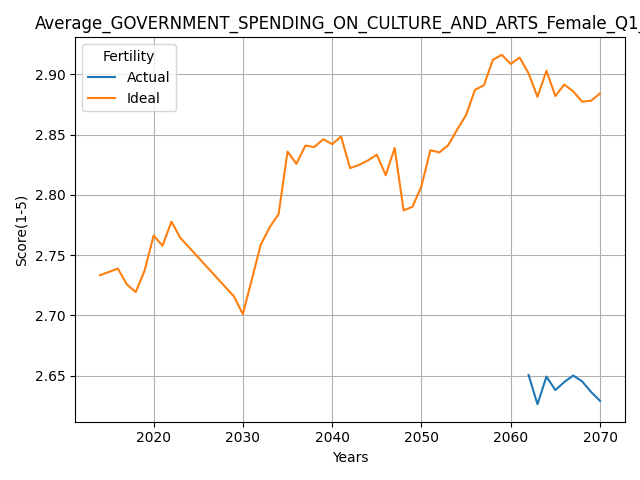 Average_GOVERNMENT_SPENDING_ON_CULTURE_AND_ARTS_Female_Q1_
Fertility
Actual
Ideal
2.90
2.85
2.80
2.75
2.70
2.65
Score(1-5)
2020 2030 2040 2050 2060 2070
Years